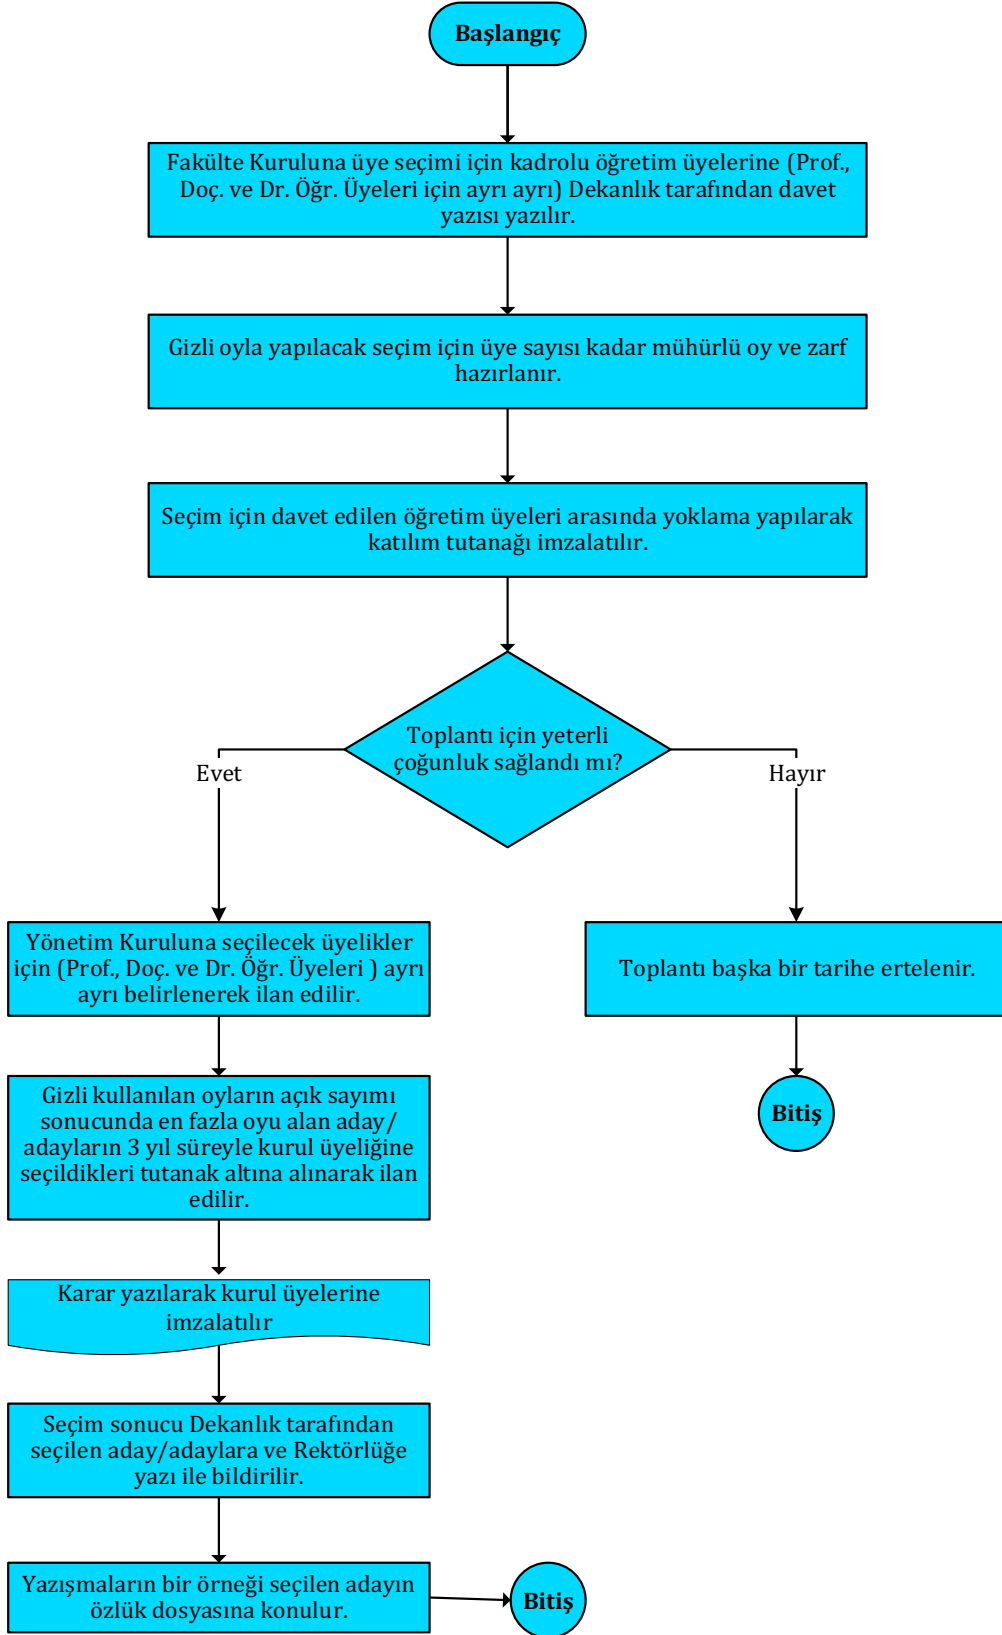 Başlangıç
Fakülte Kuruluna üye seçimi için kadrolu öğretim üyelerine (Prof.,
Doç. ve Dr. Öğr. Üyeleri için ayrı ayrı) Dekanlık tarafından davet
yazısı yazılır.
Gizli oyla yapılacak seçim için üye sayısı kadar mühürlü oy ve zarf
hazırlanır.
Seçim için davet edilen öğretim üyeleri arasında yoklama yapılarak
katılım tutanağı imzalatılır.
Toplantı için yeterli
çoğunluk sağlandı mı?
Evet
Hayır
Yönetim Kuruluna seçilecek üyelikler
için (Prof., Doç. ve Dr. Öğr. Üyeleri ) ayrı
ayrı belirlenerek ilan edilir.
Toplantı başka bir tarihe ertelenir.
Bitiş
Gizli kullanılan oyların açık sayımı
sonucunda en fazla oyu alan aday/
adayların 3 yıl süreyle kurul üyeliğine
seçildikleri tutanak altına alınarak ilan
edilir.
Karar yazılarak kurul üyelerine
imzalatılır
Seçim sonucu Dekanlık tarafından
seçilen aday/adaylara ve Rektörlüğe
yazı ile bildirilir.
Yazışmaların bir örneği seçilen adayın
özlük dosyasına konulur.
Bitiş